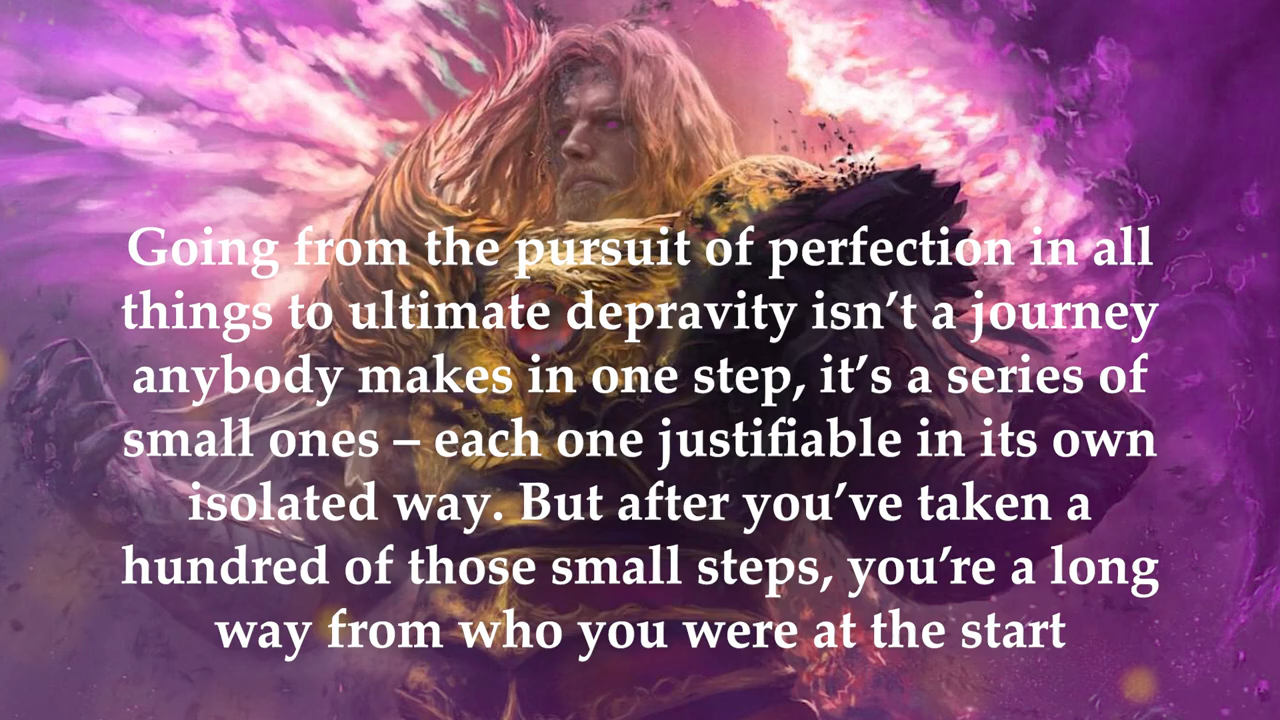 Going from the pursuit of perfection in all
things to ultimate depravity isn’t a journey
anybody makes in one step, it’s a series of
small ones – each one justifiable in its own
isolated way. But after you’ve taken a
hundred of those small steps, you’re a long
way from who you were at the start